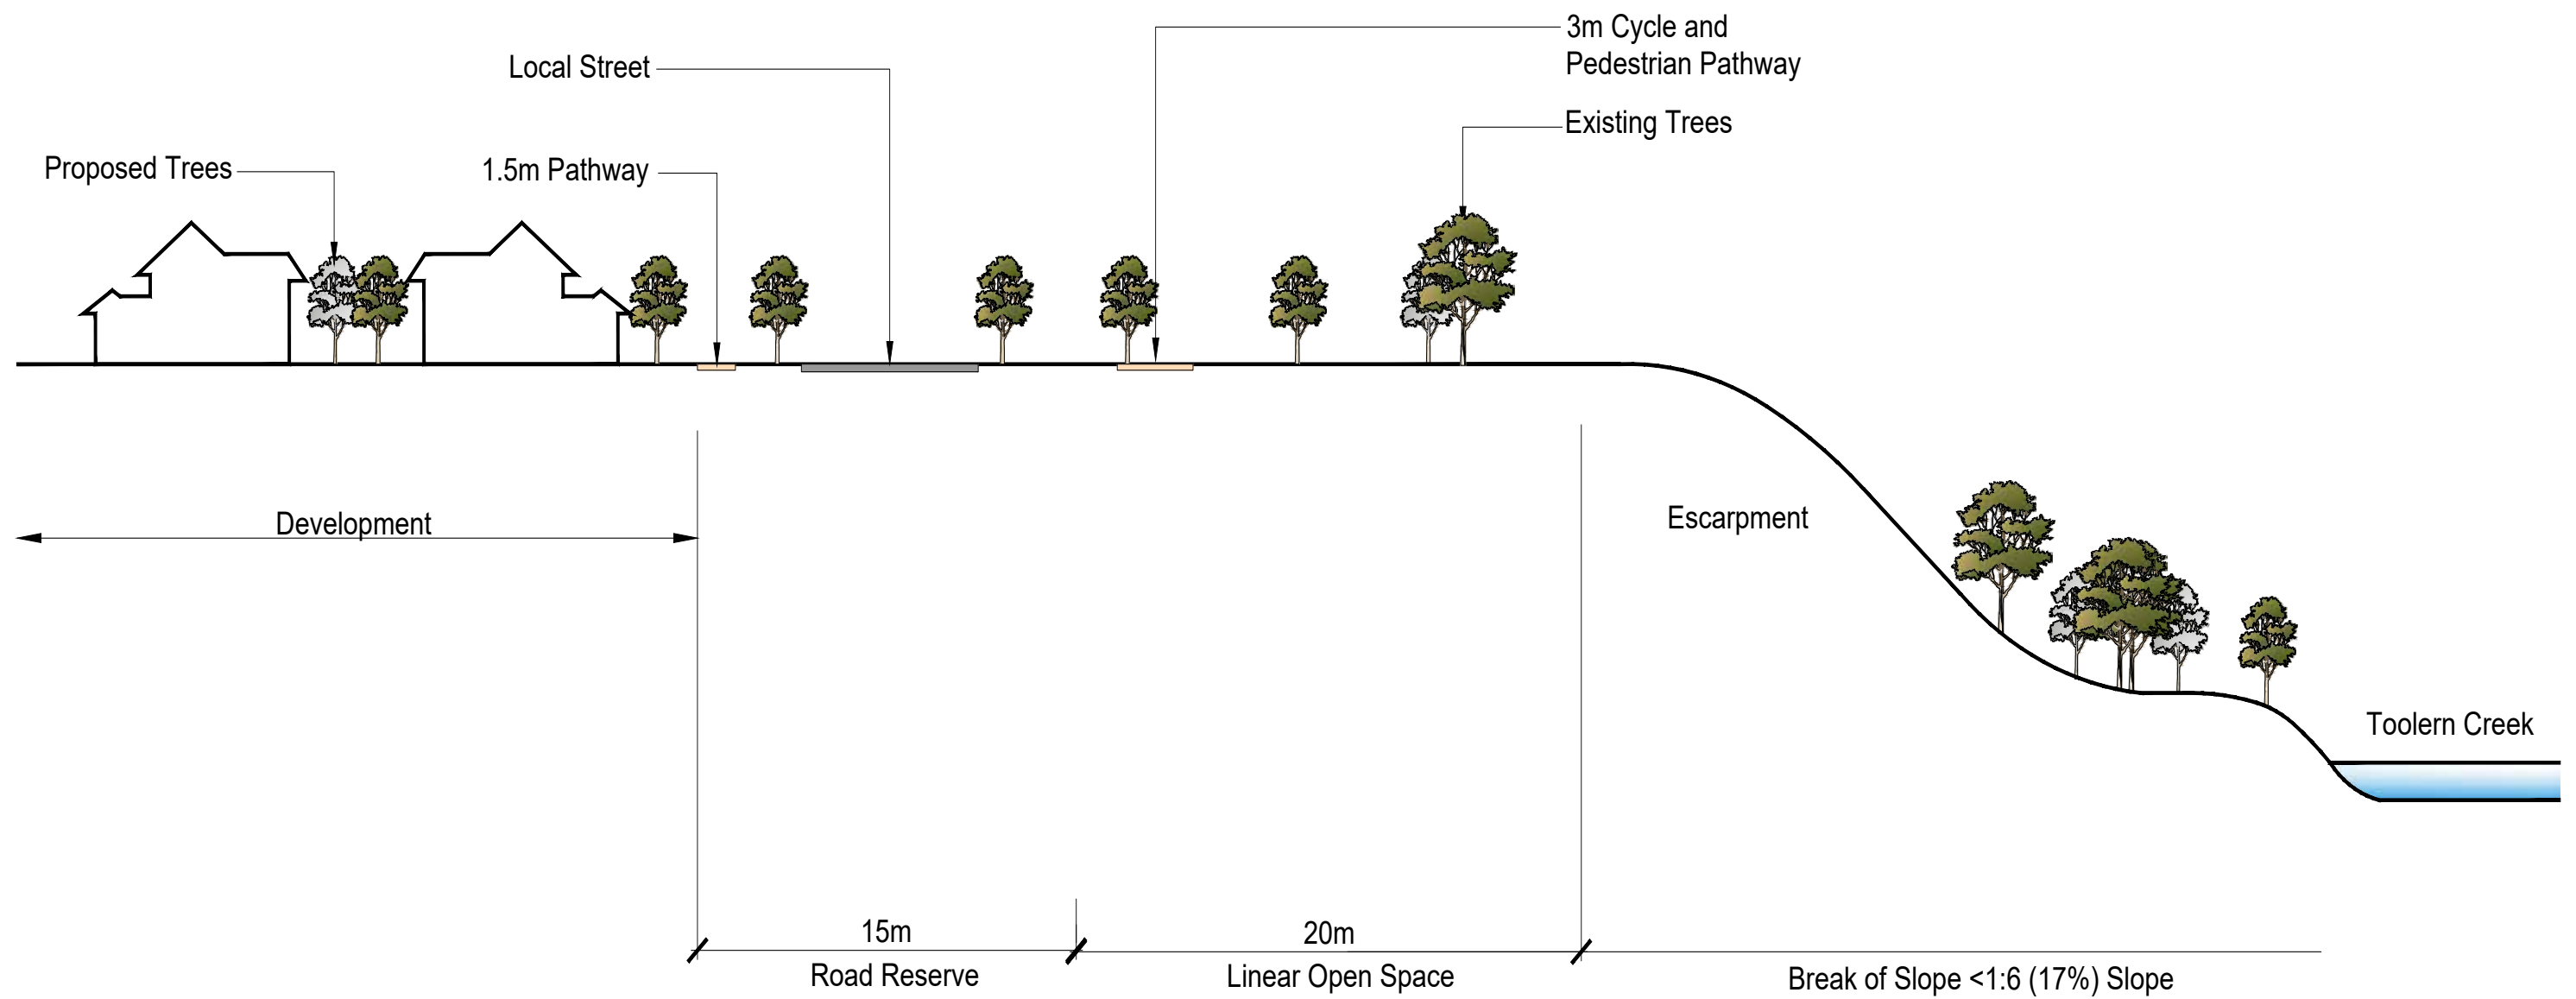 3m Cycle and
Pedestrian Pathway
Local Street
Existing Trees
Proposed Trees
1.5m Pathway
Development
Escarpment
Toolern Creek
15m
20m
Road Reserve
Linear Open Space
Break of Slope <1:6 (17%) Slope